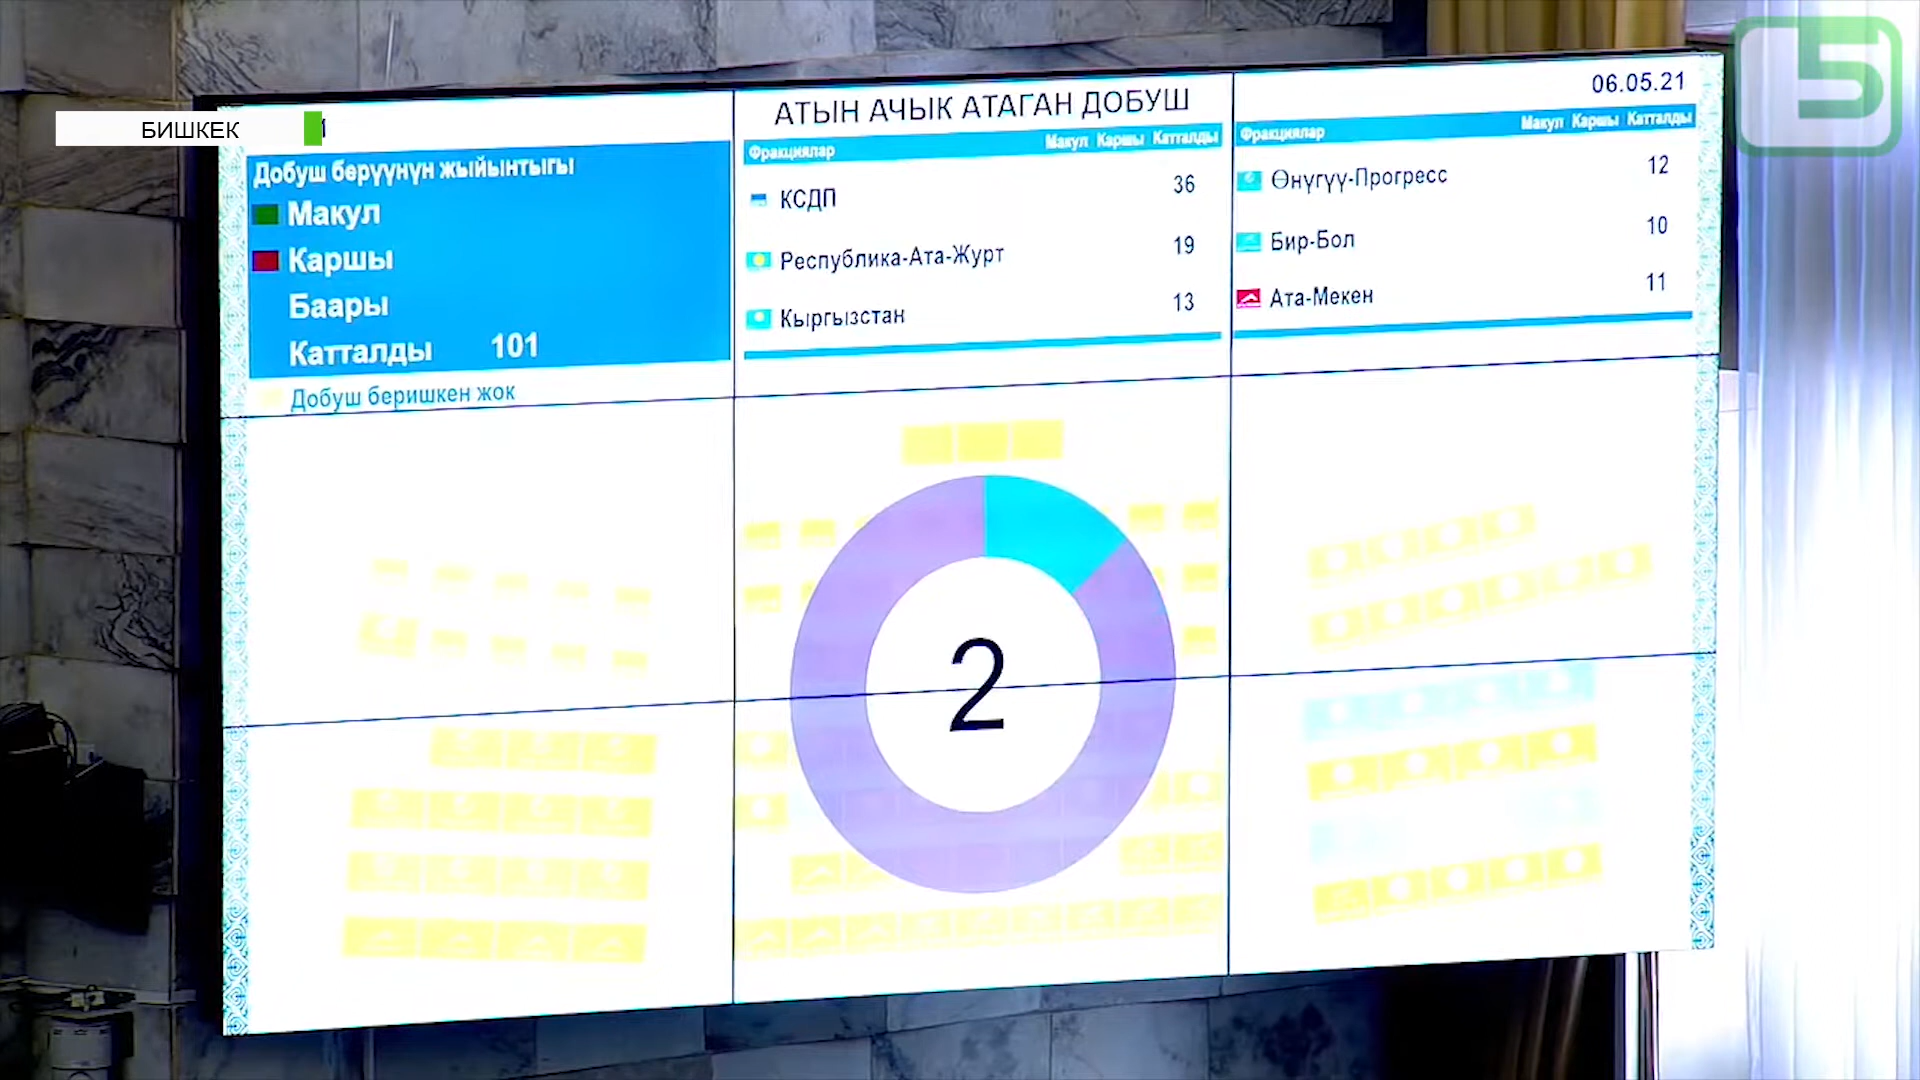 БИШКЕК
АТЫН АЧЫК АТАГАН ДОБУШ
06.05.21
Добуш берүүнүн жыйынтыгы
Макул
Каршы
Баары
Катталды 101
Добуш беришкен жок
Фракциялар Макул Каршы Катталды
КСДП 36
Республика-Ата-Журт 19
Кыргызстан 13
Фракциялар Макул Каршы Катталды
Өнүгүү-Прогресс 12
Бир-Бол 10
Ата-Мекен 11
2
5